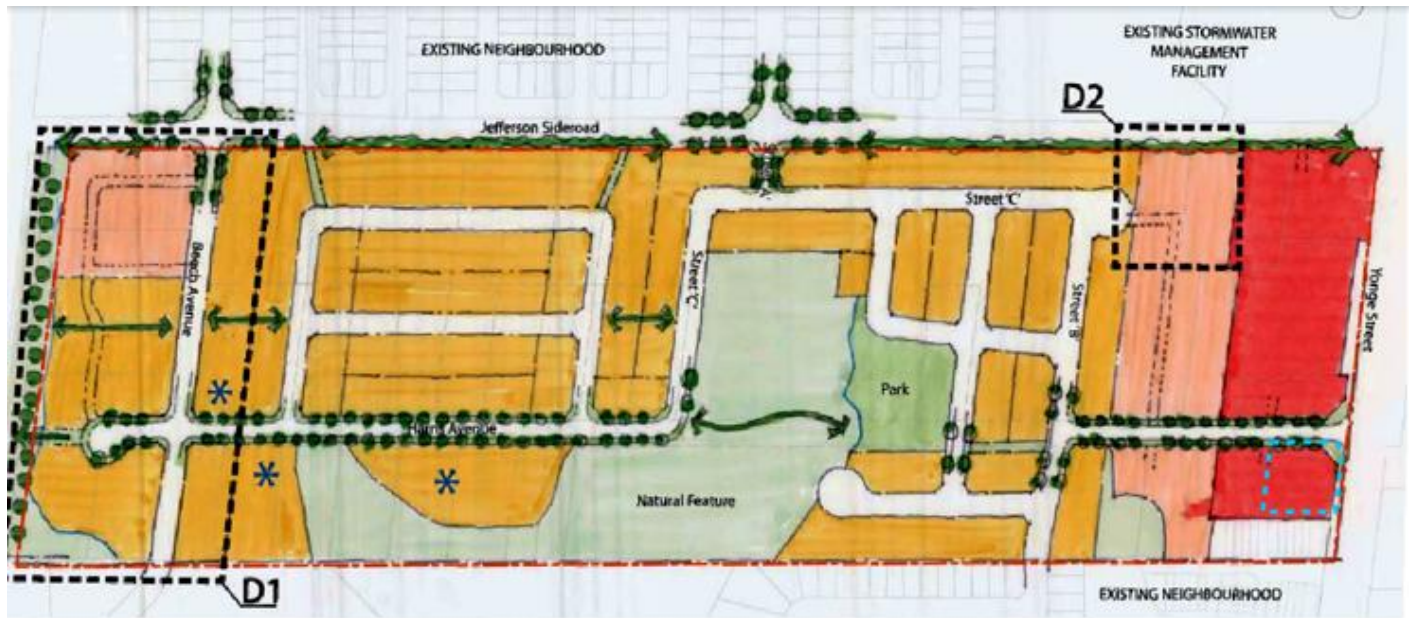 EXISTING NEIGHBOURHOOD
EXISTING STORMWATER
MANAGEMENT
FACILITY
D2
Jefferson Sideroad
Street 'C'
Beech Avenue
Street 'C'
Street 'B'
Yonge Street
Park
Harris Avenue
Natural Feature
D1
EXISTING NEIGHBOURHOOD